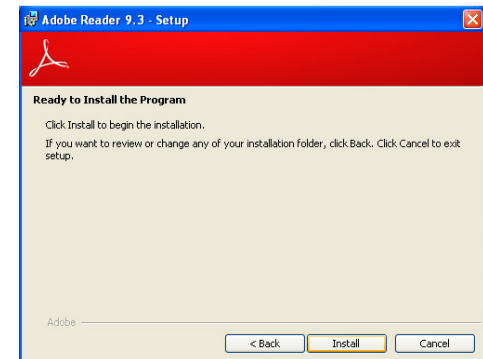 Adobe Reader 9.3 - Setup
Ready to Install the Program
Click Install to begin the installation.
If you want to review or change any of your installation folder, click Back. Click Cancel to exit
setup.
Adobe
< Back Install Cancel